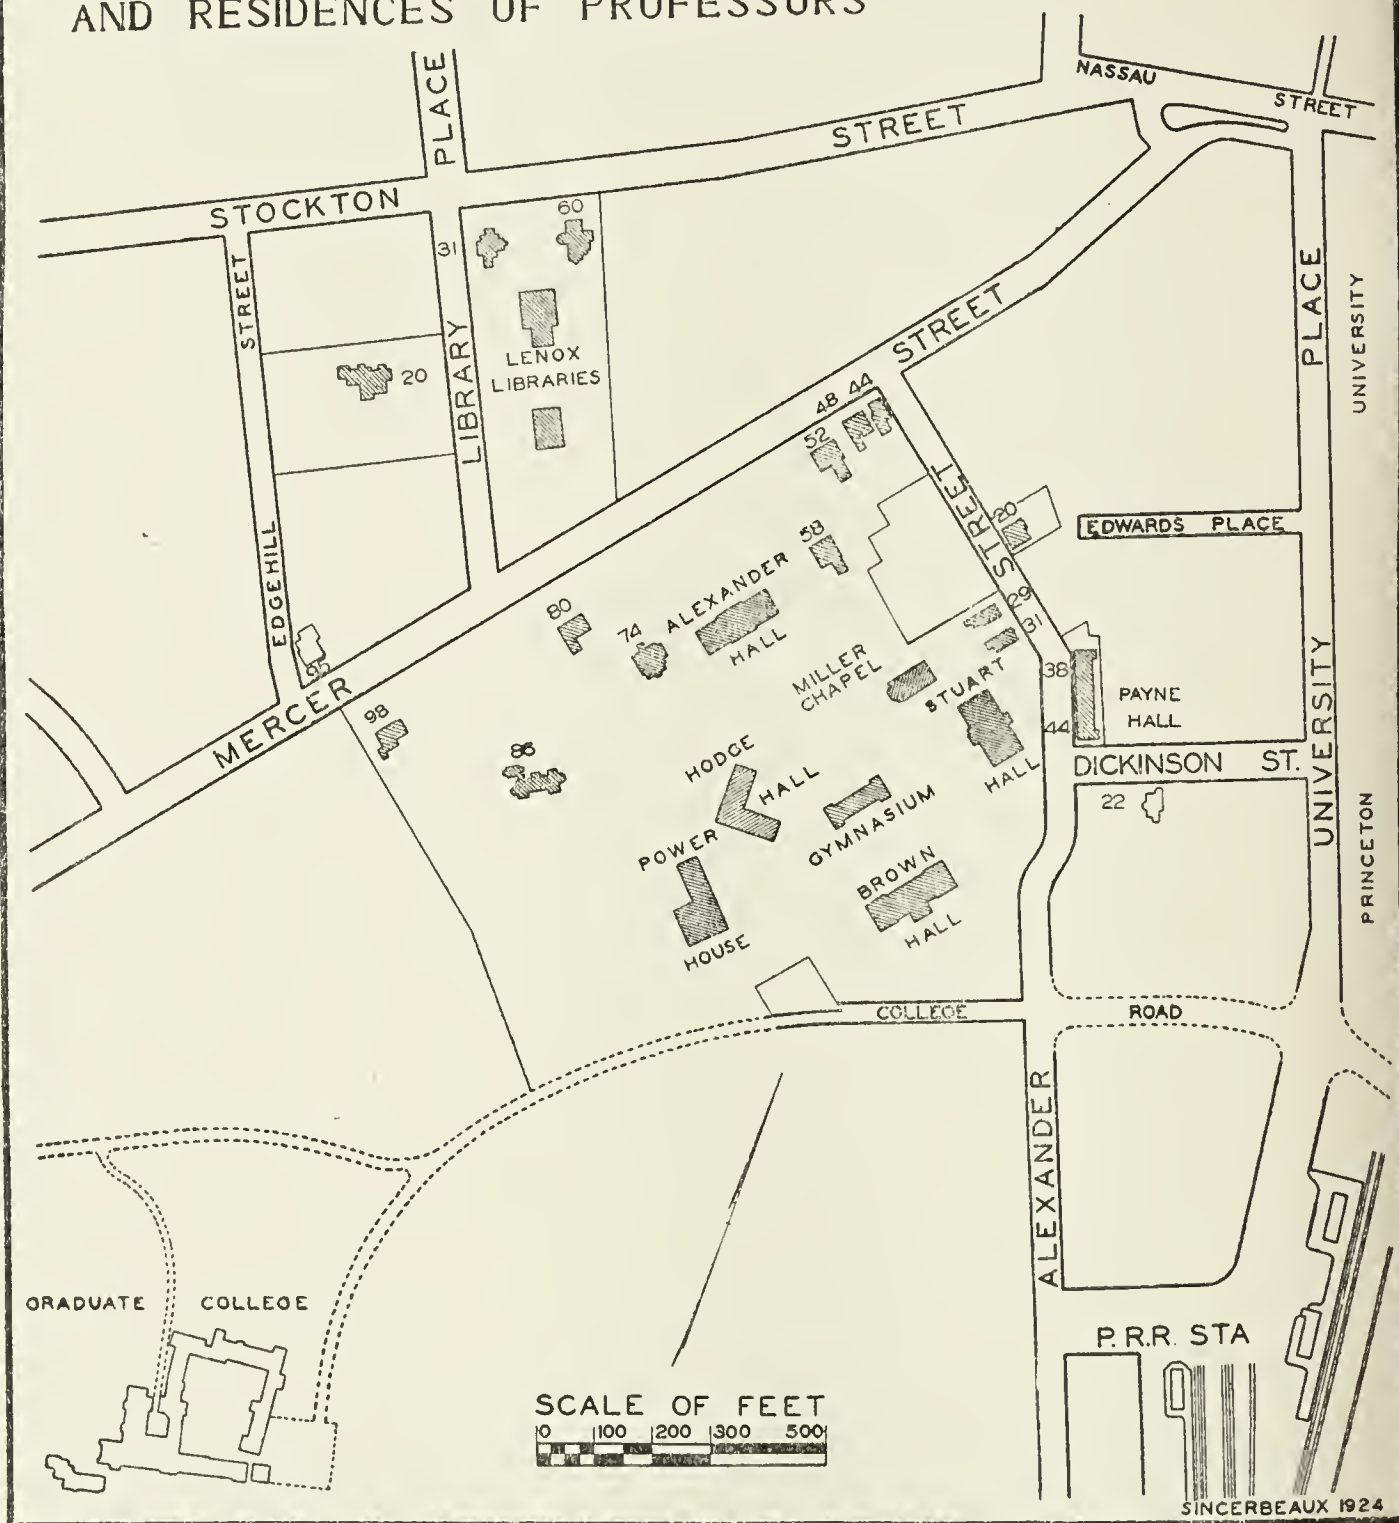 AND RESIDENCES OF PROFESSORS
PLACE
STREET
NASSAU
STREET
STOCKTON
60
31
STREET
LENOX
LIBRARIES
20
LIBRARY
PLACE
UNIVERSITY
STREET
48 44
52
STREET
20
EDWARDS PLACE
58
EDGEHILL
80
74
ALEXANDER
HALL
29
31
MILLER
CHAPEL
STUART
HALL
38
44
PAYNE
HALL
MERCER
98
86
HODGE
HALL
DICKINSON ST.
22
UNIVERSITY
PRINCETON
POWER
HOUSE
GYMNASIUM
BROWN
HALL
COLLEGE
ROAD
ALEXANDER
GRADUATE COLLEGE
P.R.R. STA
SCALE OF FEET
0 100 200 300 500
SINCERBEAUX 1924